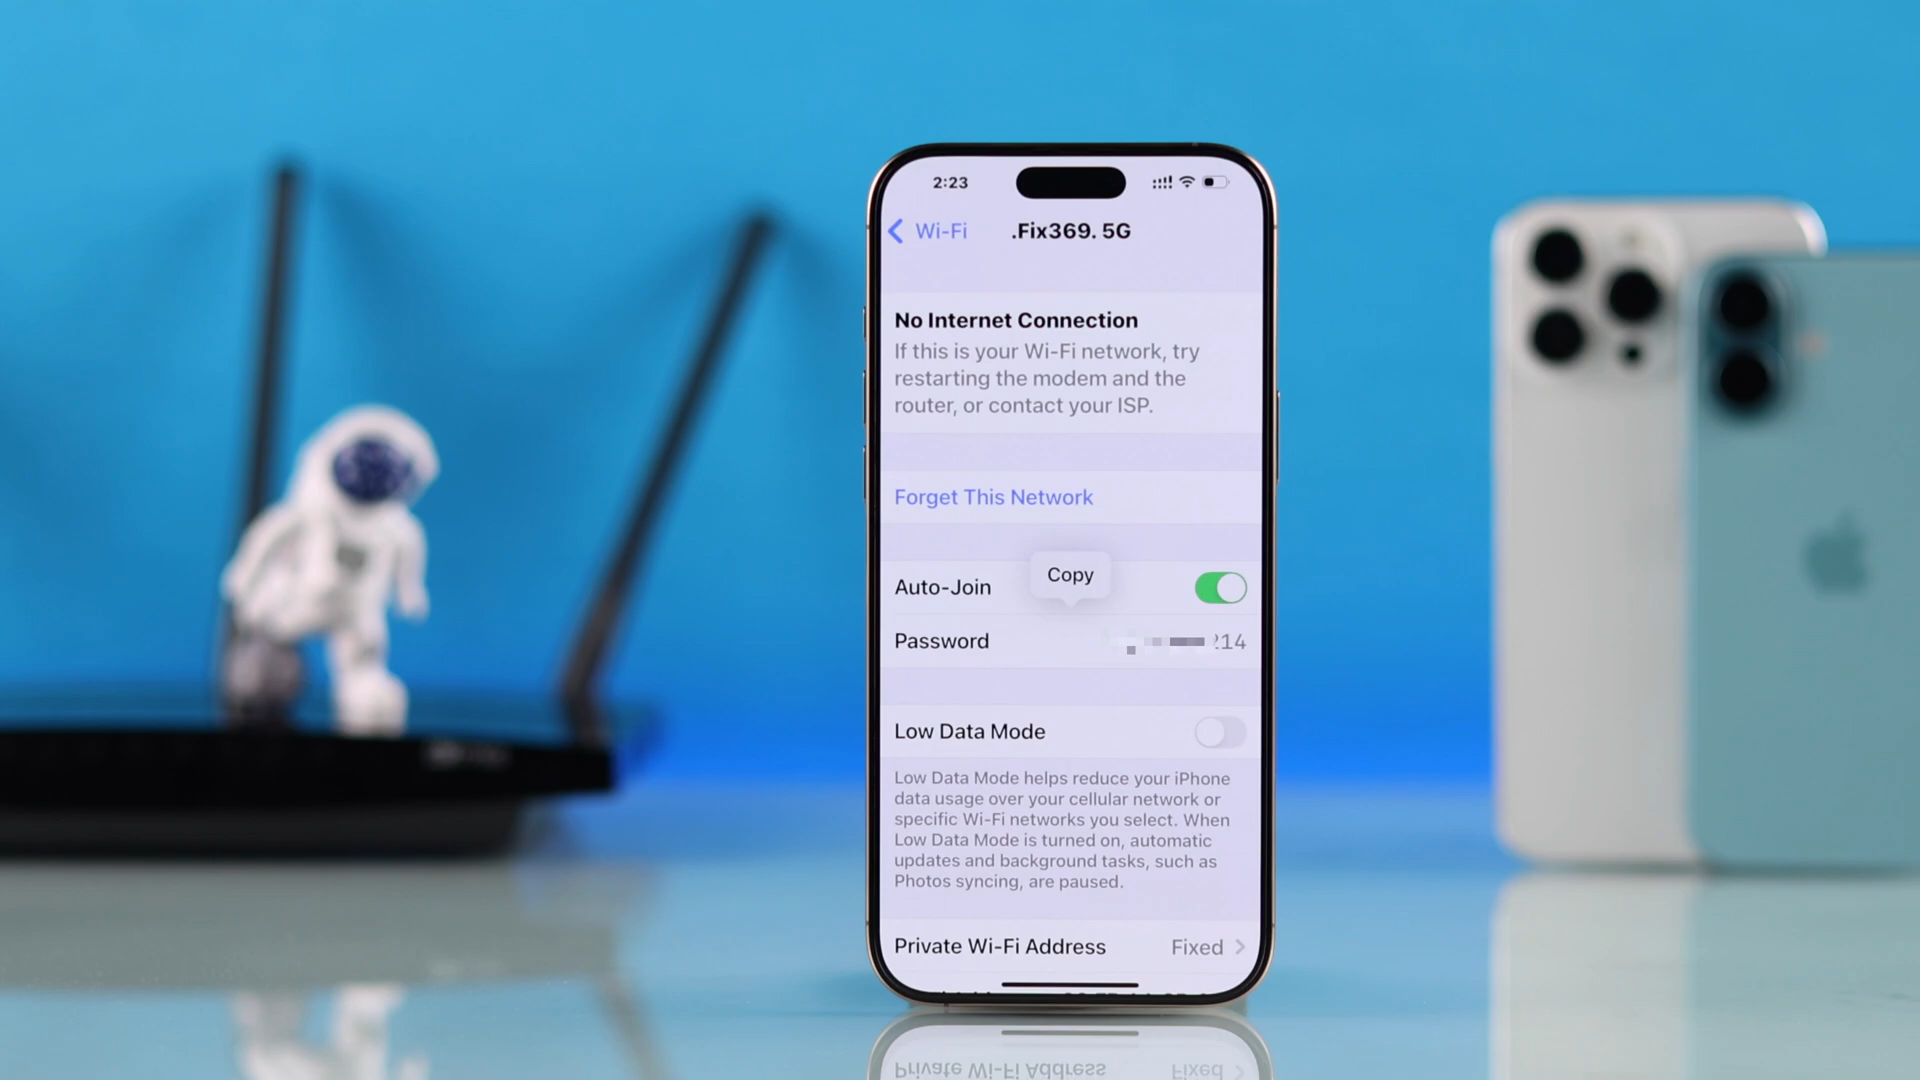 2:23
Wi-Fi
.Fix369. 5G
No Internet Connection
If this is your Wi-Fi network, try
restarting the modem and the
router, or contact your ISP.
Forget This Network
Copy
Auto-Join
Password
214
Low Data Mode
Low Data Mode helps reduce your iPhone
data usage over your cellular network or
specific Wi-Fi networks you select. When
Low Data Mode is turned on, automatic
updates and background tasks, such as
Photos syncing, are paused.
Private Wi-Fi Address
Fixed